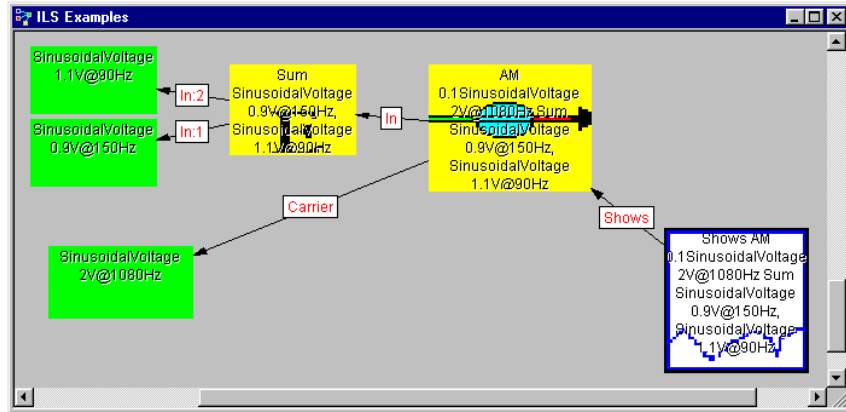 ILS Examples
SinusoidalVoltage
1.1V@90Hz
In:2
In:1
SinusoidalVoltage
0.9V@150Hz
Sum
SinusoidalVoltage
0.9V@150Hz,
SinusoidalVoltage
1.1V@90Hz
In
AM
0.1SinusoidalVoltage
2V@1080Hz Sum
SinusoidalVoltage
0.9V@150Hz,
SinusoidalVoltage
1.1V@90Hz
Carrier
Shows
SinusoidalVoltage
2V@1080Hz
Shows AM
0.1SinusoidalVoltage
2V@1080Hz Sum
SinusoidalVoltage
0.9V@150Hz,
SinusoidalVoltage
1.1V@90Hz